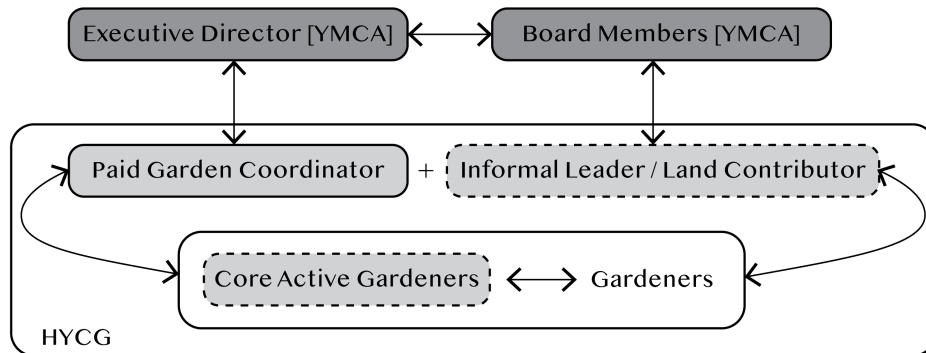 Executive Director [YMCA]
Board Members [YMCA]
Paid Garden Coordinator
+
Informal Leader / Land Contributor
Core Active Gardeners
Gardeners
HYCG